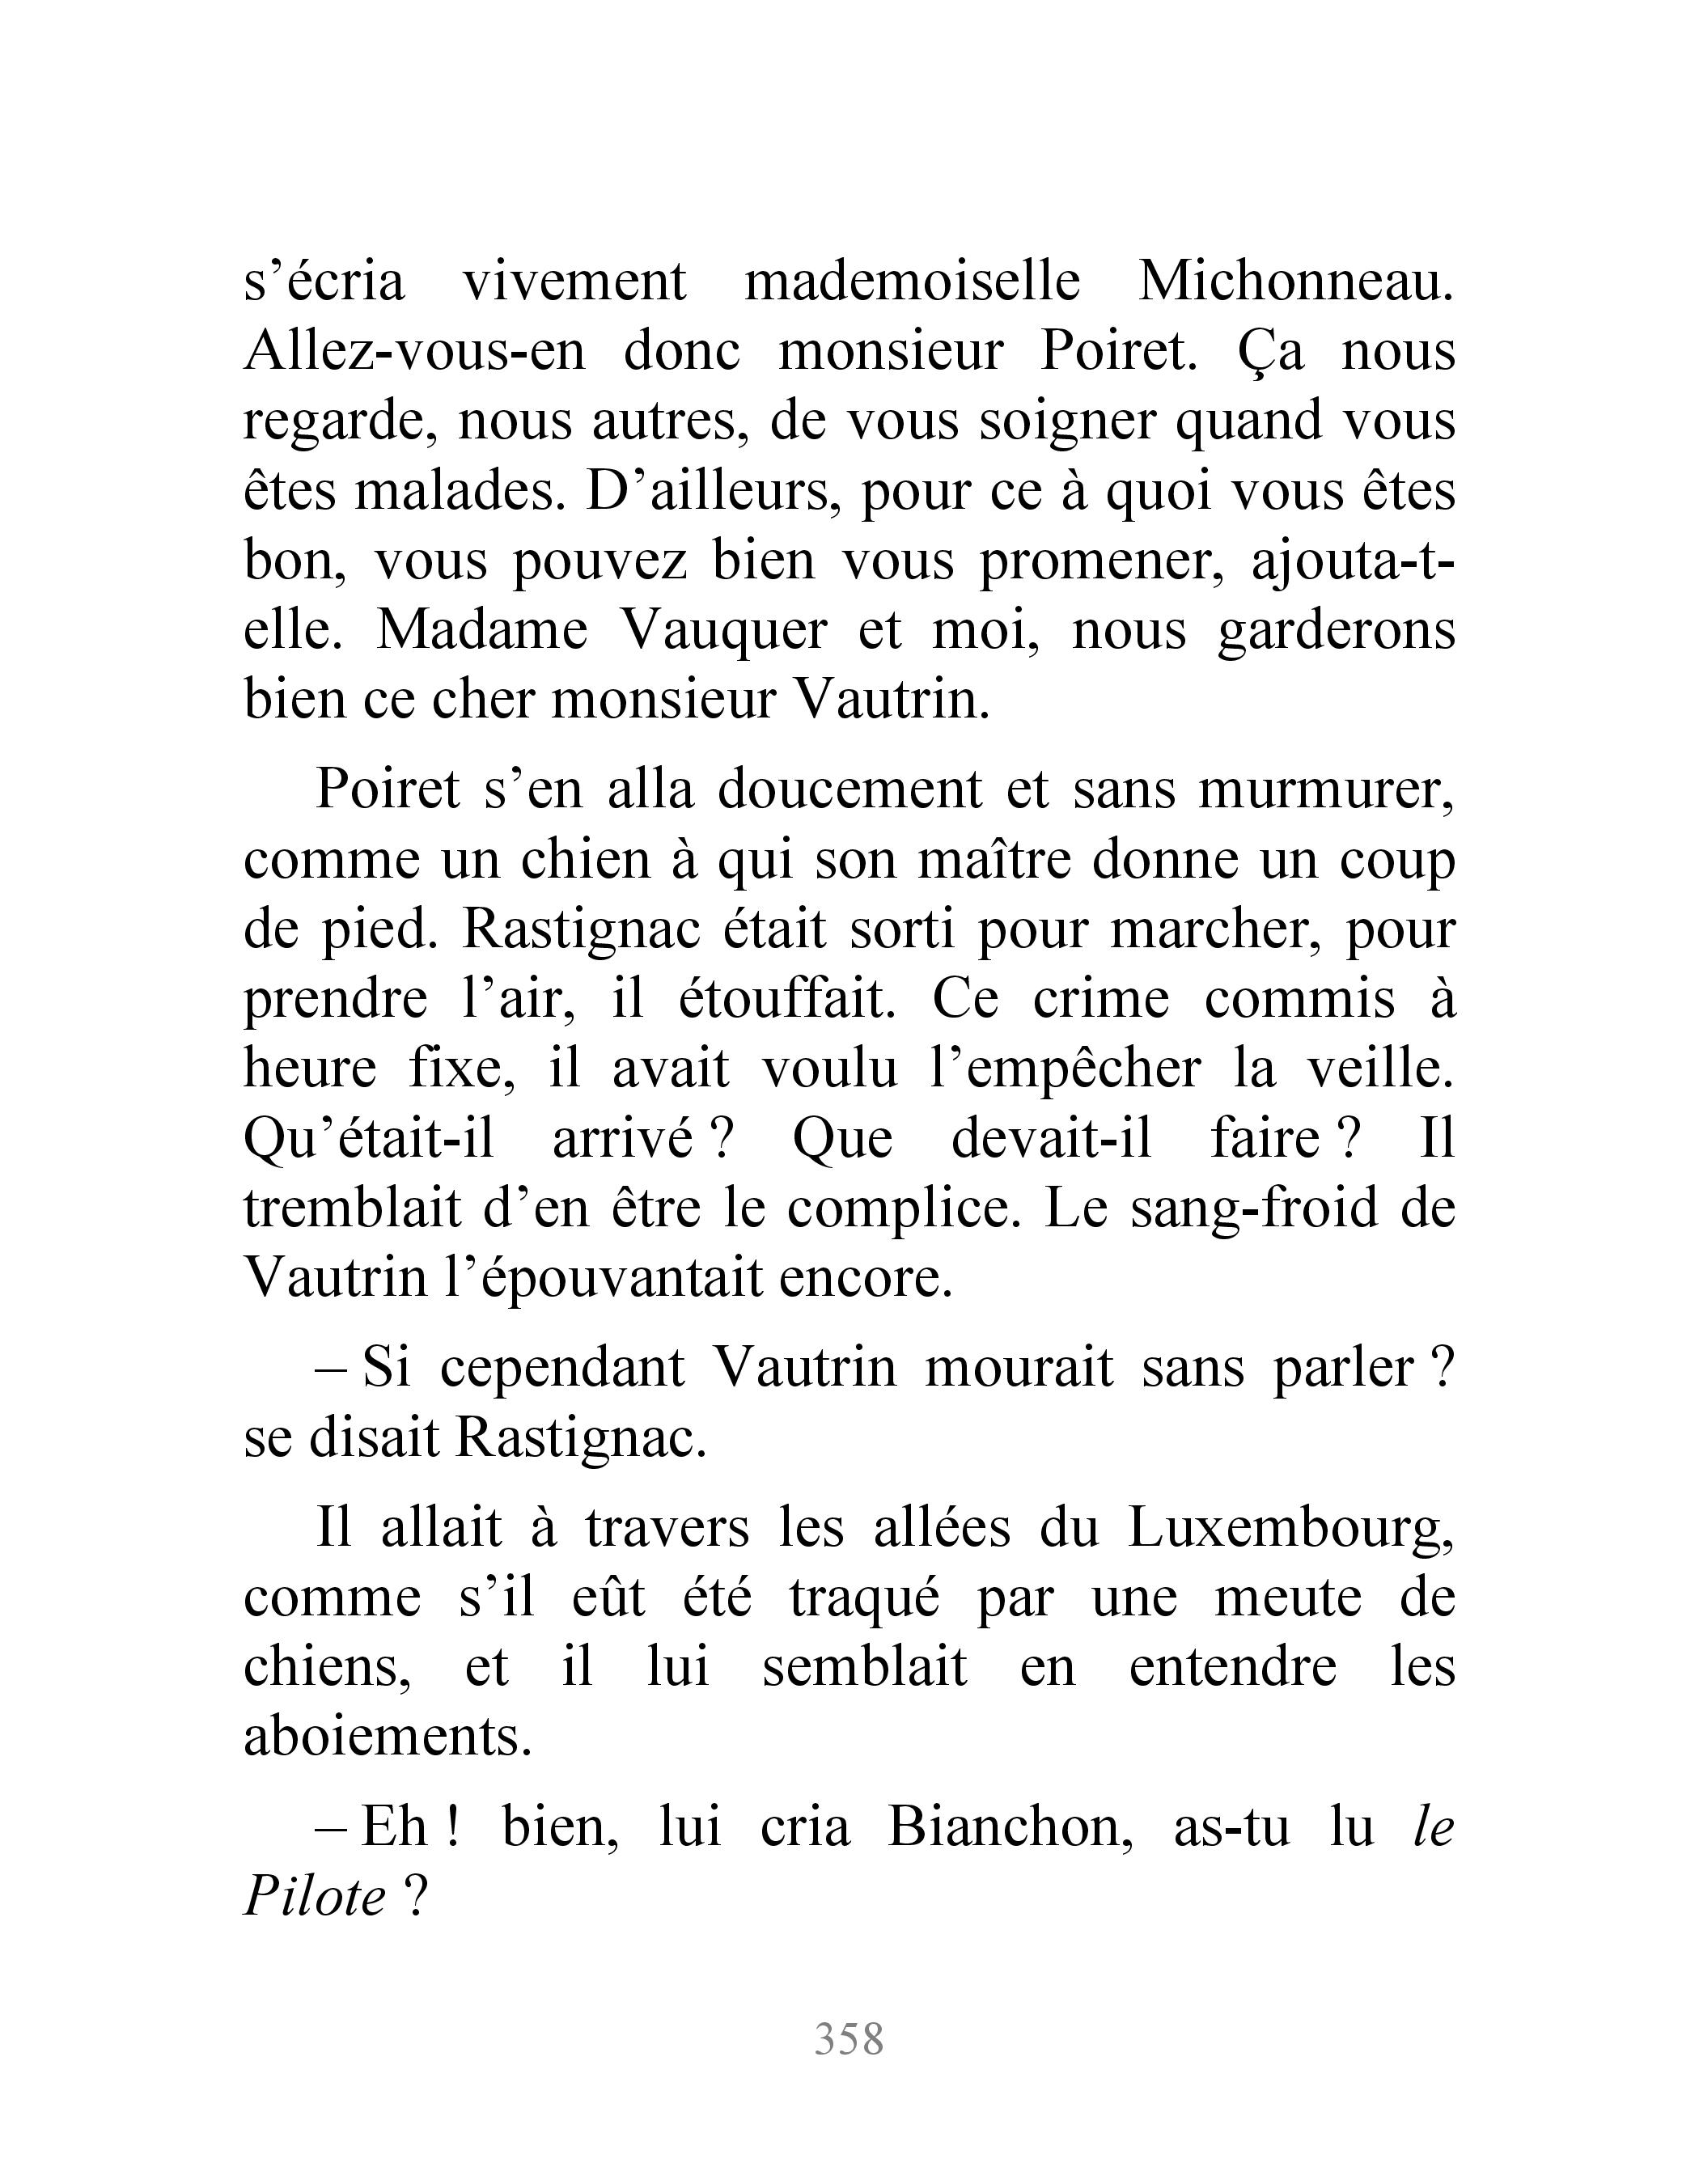 s’écria vivement mademoiselle Michonneau.
Allez-vous-en donc monsieur Poiret. Ça nous
regarde, nous autres, de vous soigner quand vous
êtes malades. D’ailleurs, pour ce à quoi vous êtes
bon, vous pouvez bien vous promener, ajouta-t-
elle. Madame Vauquer et moi, nous garderons
bien ce cher monsieur Vautrin.
Poiret s’en alla doucement et sans murmurer,
comme un chien à qui son maître donne un coup
de pied. Rastignac était sorti pour marcher, pour
prendre l’air, il étouffait. Ce crime commis à
heure fixe, il avait voulu l’empêcher la veille.
Qu’était-il arrivé ? Que devait-il faire ? Il
tremblait d’en être le complice. Le sang-froid de
Vautrin l’épouvantait encore.
– Si cependant Vautrin mourait sans parler ?
se disait Rastignac.
Il allait à travers les allées du Luxembourg,
comme s’il eût été traqué par une meute de
chiens, et il lui semblait en entendre les
aboiements.
– Eh ! bien, lui cria Bianchon, as-tu lu le
Pilote ?
358